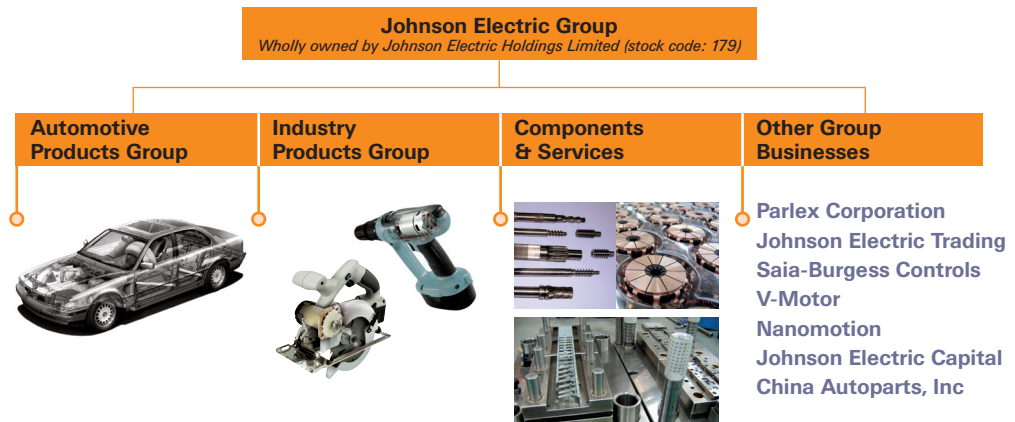 Johnson Electric Group
Wholly owned by Johnson Electric Holdings Limited (stock code: 179)
Automotive
Products Group
Industry
Products Group
Components
& Services
Other Group
Businesses
Parlex Corporation
Johnson Electric Trading
Saia-Burgess Controls
V-Motor
Nanomotion
Johnson Electric Capital
China Autoparts, Inc